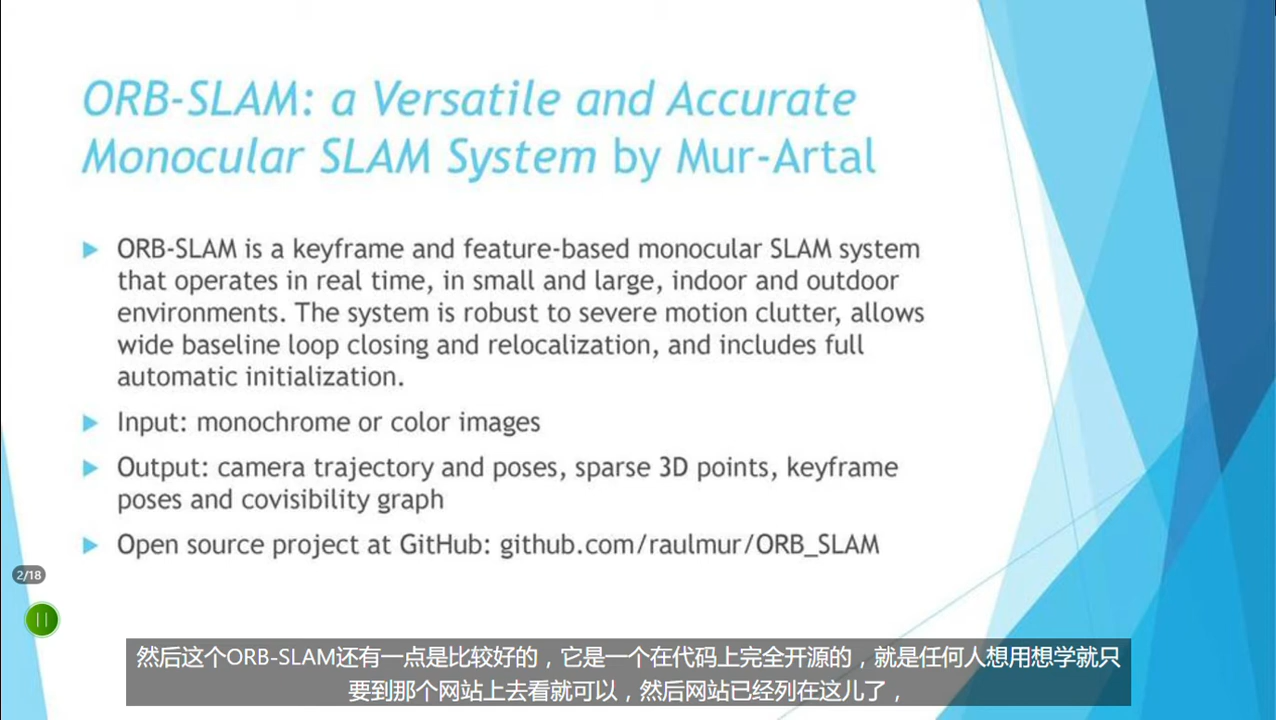 ORB-SLAM: a Versatile and Accurate
Monocular SLAM System by Mur-Artal
ORB-SLAM is a keyframe and feature-based monocular SLAM system
that operates in real time, in small and large, indoor and outdoor
environments. The system is robust to severe motion clutter, allows
wide baseline loop closing and relocalization, and includes full
automatic initialization.
Input: monochrome or color images
Output: camera trajectory and poses, sparse 3D points, keyframe
poses and covisibility graph
Open source project at GitHub: github.com/raulmur/ORB_SLAM
2/18
然后这个ORB-SLAM还有一点是比较好的，它是一个在代码上完全开源的，就是任何人想用想学就只
要到那个网站上去看就可以，然后网站已经列在这儿了，